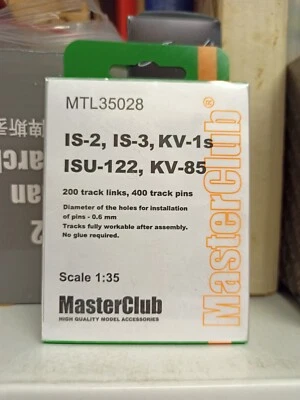 MTL35028
IS-2, IS-3, KV-1s
ISU-122, KV-85
200 track links, 400 track pins
Diameter of the holes for installation
of pins - 0.6 mm
Tracks fully workable after assembly.
No glue required.
Scale 1:35
MasterClub
HIGH QUALITY MODEL ACCESSORIES
MasterClub®